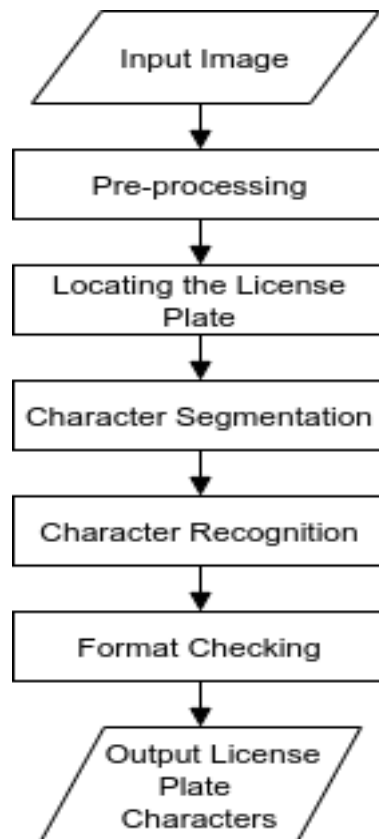 Input Image
Pre-processing
Locating the License
Plate
Character Segmentation
Character Recognition
Format Checking
Output License
Plate
Characters